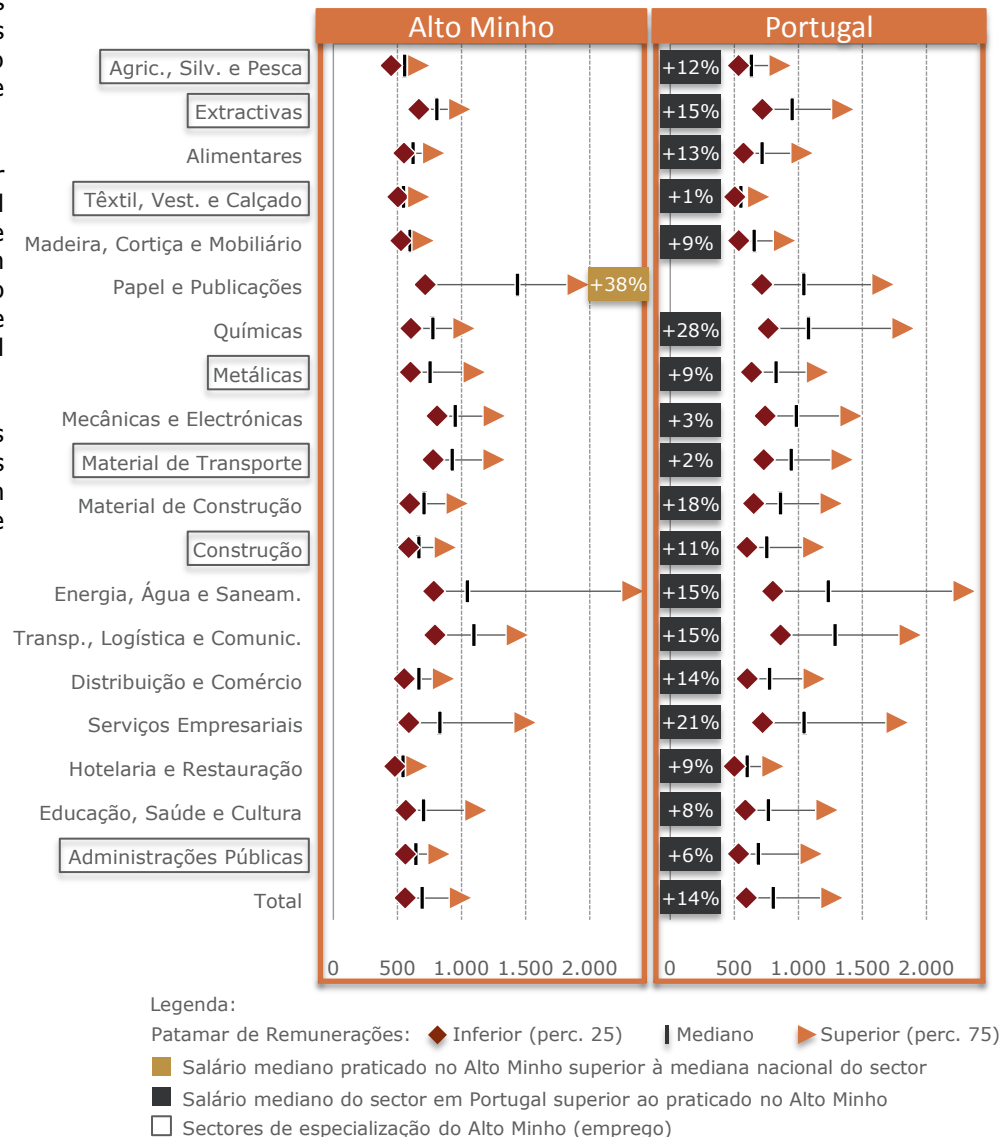 Alto Minho Portugal
Agric., Silv. e Pesca +12%
Extractivas +15%
Alimentares +13%
Têxtil, Vest. e Calçado +1%
Madeira, Cortiça e Mobiliário +9%
Papel e Publicações +38%
Químicas +28%
Metálicas +9%
Mecânicas e Electrónicas +3%
Material de Transporte +2%
Material de Construção +18%
Construção +11%
Energia, Água e Saneam. +15%
Transp., Logística e Comunic. +15%
Distribuição e Comércio +14%
Serviços Empresariais +21%
Hotelaria e Restauração +9%
Educação, Saúde e Cultura +8%
Administrações Públicas +6%
Total +14%
0 500 1.000 1.500 2.000 0 500 1.000 1.500 2.000
Legenda:
Patamar de Remunerações: Inferior (perc. 25) Mediano Superior (perc. 75)
Salário mediano praticado no Alto Minho superior à mediana nacional do sector
Salário mediano do sector em Portugal superior ao praticado no Alto Minho
Sectores de especialização do Alto Minho (emprego)